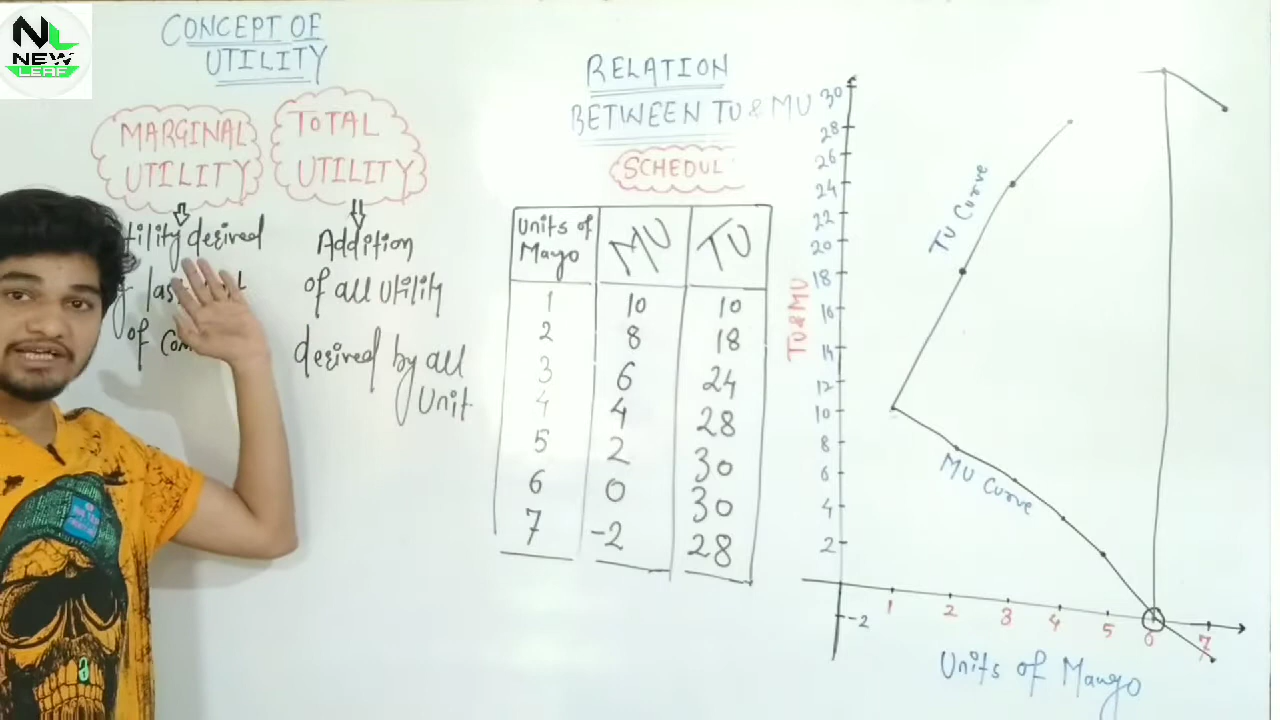 NL
NEW
LEAF
CONCEPT OF
UTILITY
MARGINAL
UTILITY
tility desired
of Con
TOTAL
UTILITY
Addition
of all utility
desired by all
Unit
RELATION
BETWEEN TU & MU
SCHEDUL
Units of Mayo MU TU
1 10 10
2 8 18
3 6 24
4 4 28
5 2 30
6 0 30
7 -2 28
TU & MU
30
28
26
24
22
20
18
16
14
12
10
8
6
4
2
-2
TU Curve
MU Curve
1 2 3 4 5 6 7
Units of Mango